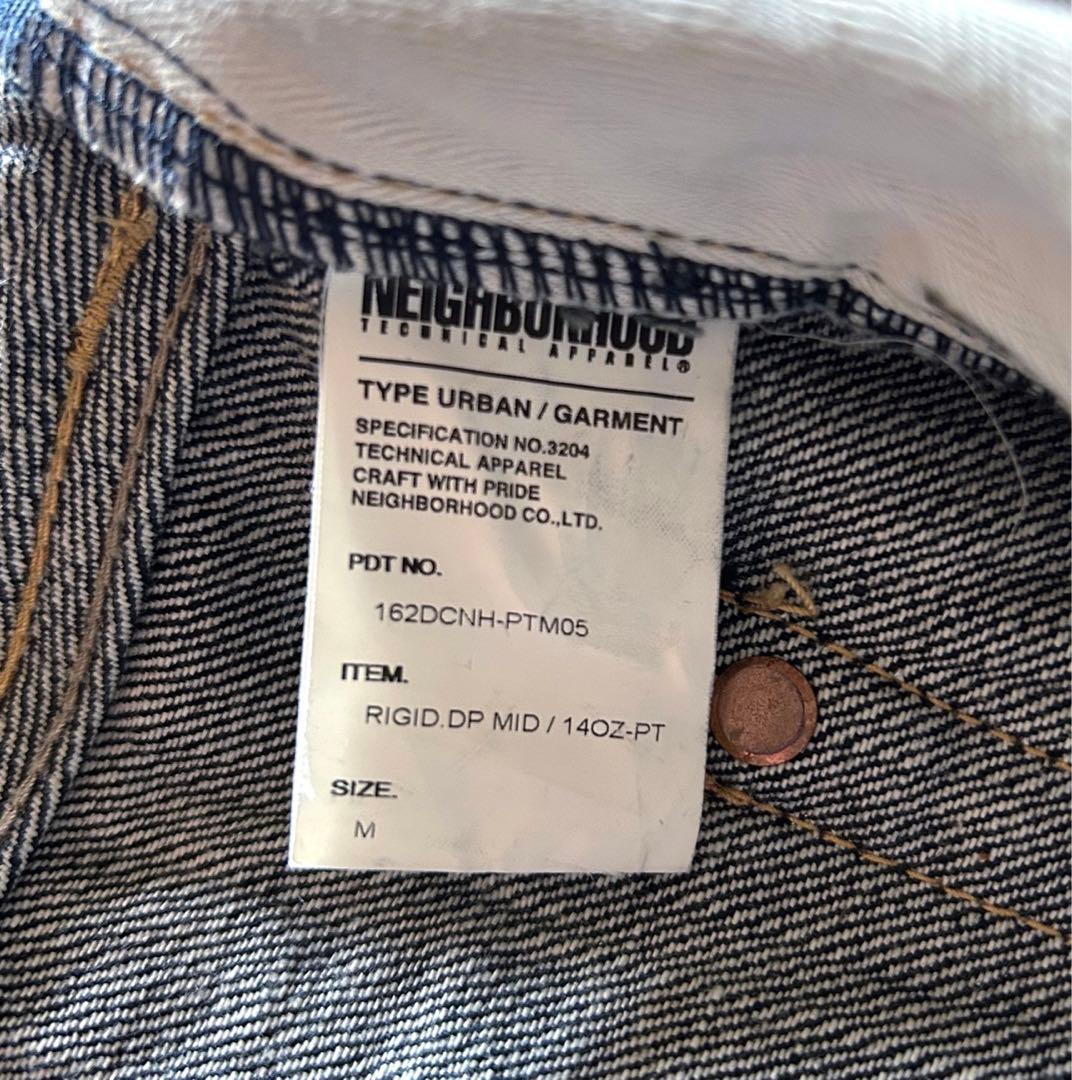 NEIGHBORHOOD
TECHNICAL APPAREL®
TYPE URBAN / GARMENT
SPECIFICATION NO.3204
TECHNICAL APPAREL
CRAFT WITH PRIDE
NEIGHBORHOOD CO.,LTD.
PDT NO.
162DCNH-PTM05
ITEM.
RIGID.DP MID / 14OZ-PT
SIZE.
M